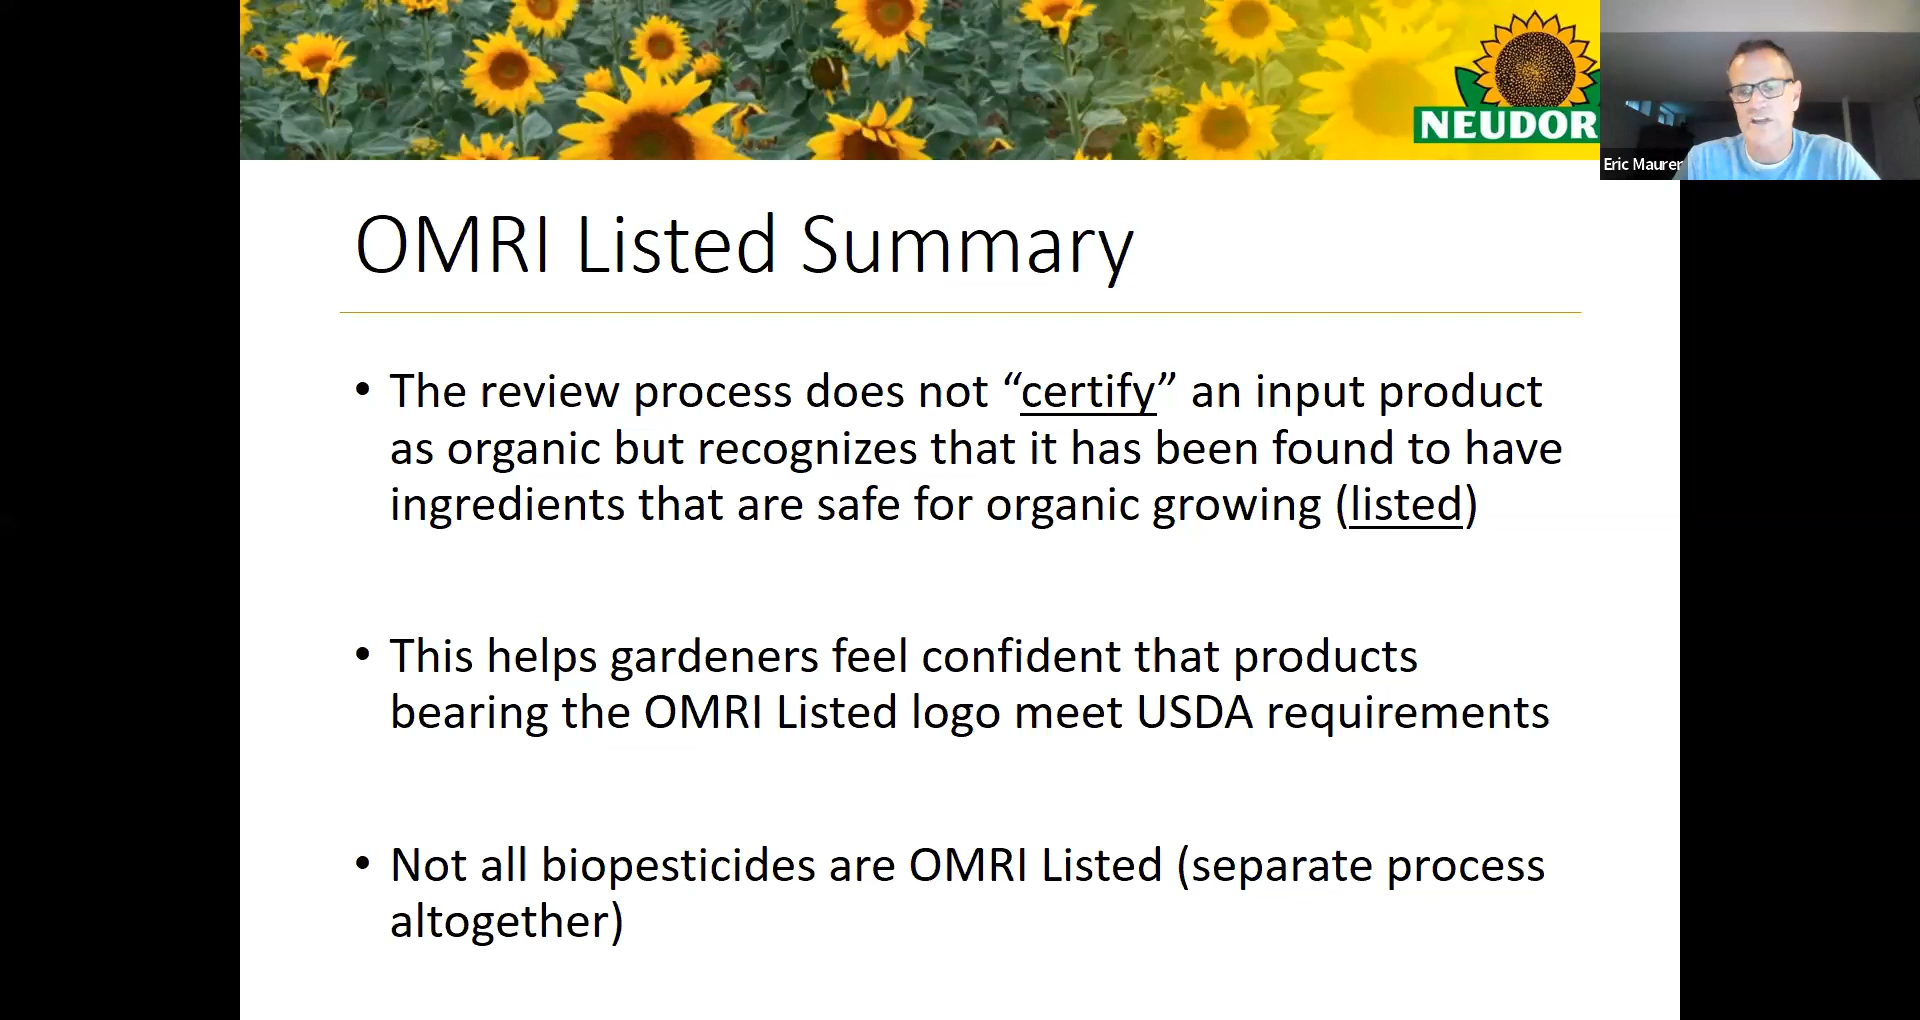 NEUDOR
Eric Maurer
OMRI Listed Summary
• The review process does not “certify” an input product
as organic but recognizes that it has been found to have
ingredients that are safe for organic growing (listed)
• This helps gardeners feel confident that products
bearing the OMRI Listed logo meet USDA requirements
• Not all biopesticides are OMRI Listed (separate process
altogether)